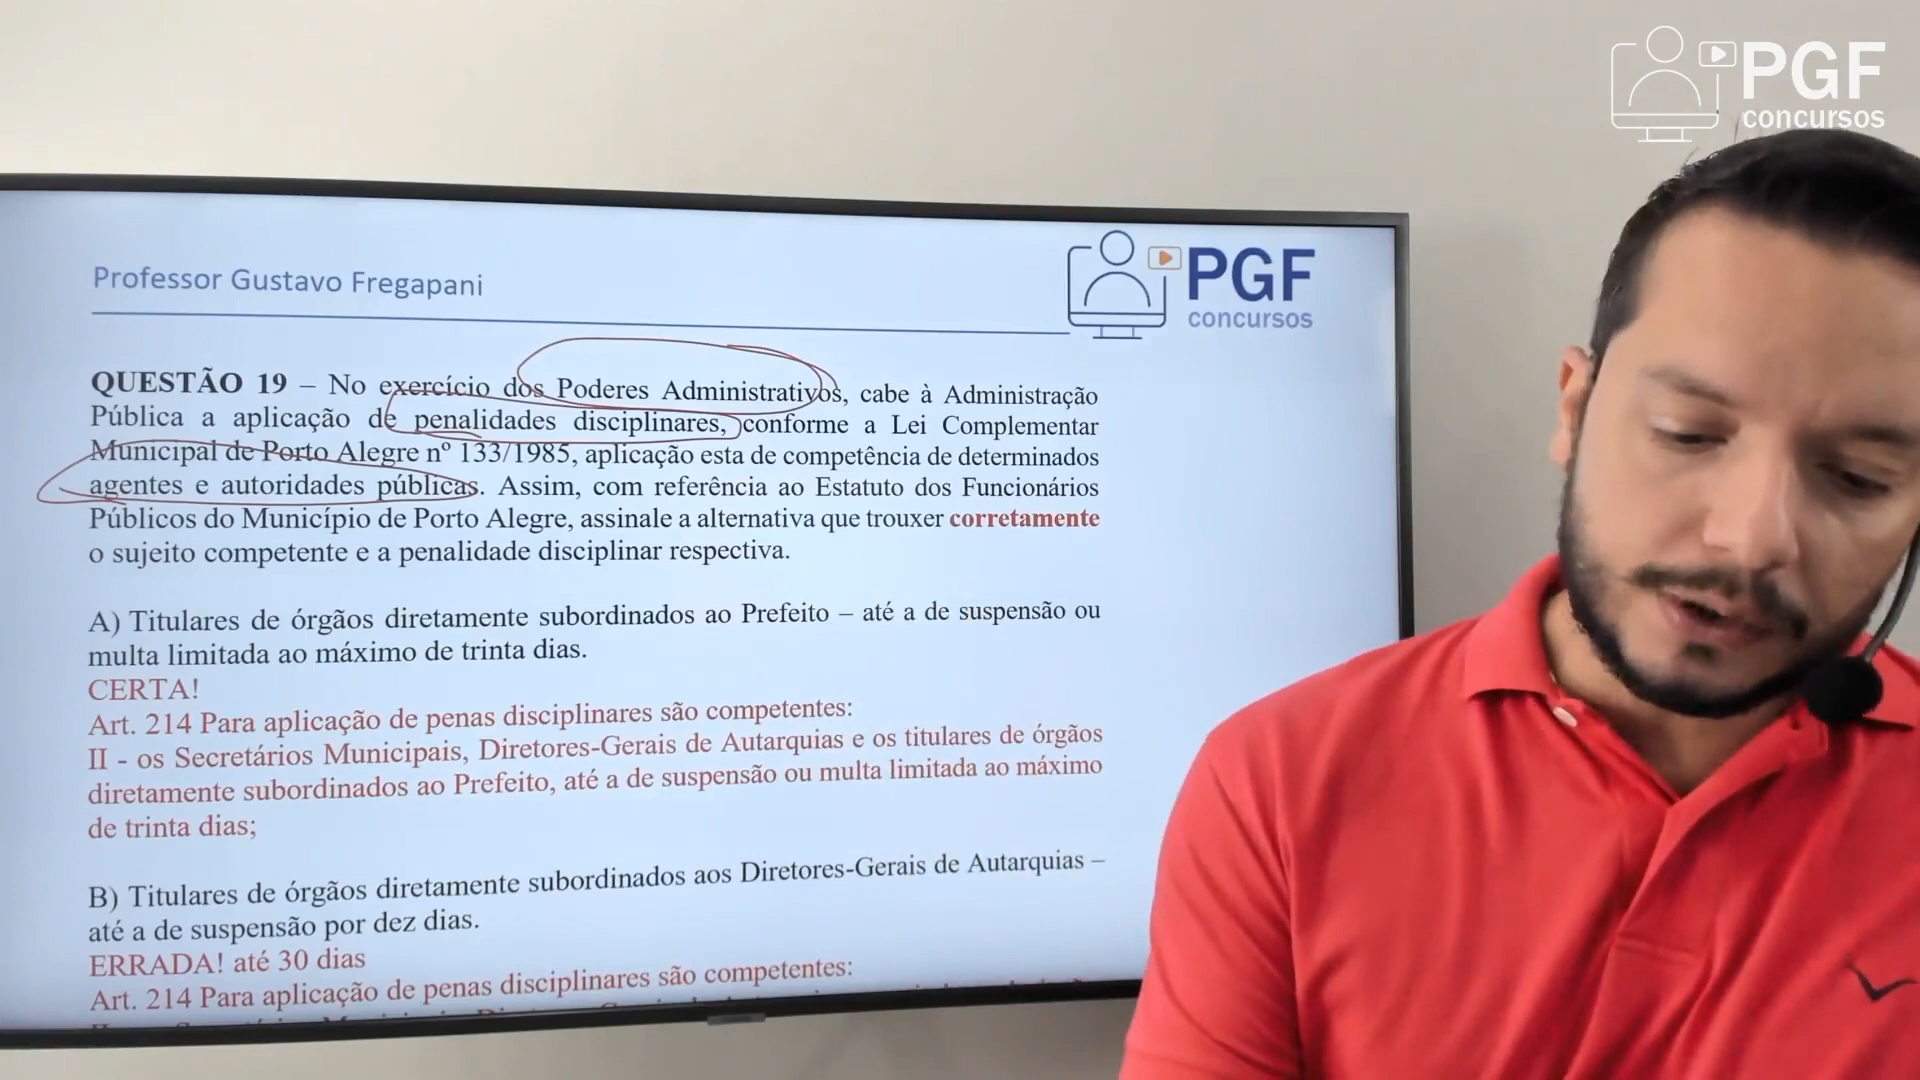 PGF
concursos
Professor Gustavo Fregapani
PGF
concursos
QUESTÃO 19 – No exercício dos Poderes Administrativos, cabe à Administração
Pública a aplicação de penalidades disciplinares, conforme a Lei Complementar
Municipal de Porto Alegre nº 133/1985, aplicação esta de competência de determinados
agentes e autoridades públicas. Assim, com referência ao Estatuto dos Funcionários
Públicos do Município de Porto Alegre, assinale a alternativa que trouxer corretamente
o sujeito competente e a penalidade disciplinar respectiva.
A) Titulares de órgãos diretamente subordinados ao Prefeito – até a de suspensão ou
multa limitada ao máximo de trinta dias.
CERTA!
Art. 214 Para aplicação de penas disciplinares são competentes:
II - os Secretários Municipais, Diretores-Gerais de Autarquias e os titulares de órgãos
diretamente subordinados ao Prefeito, até a de suspensão ou multa limitada ao máximo
de trinta dias;
B) Titulares de órgãos diretamente subordinados aos Diretores-Gerais de Autarquias –
até a de suspensão por dez dias.
ERRADA! até 30 dias
Art. 214 Para aplicação de penas disciplinares são competentes: